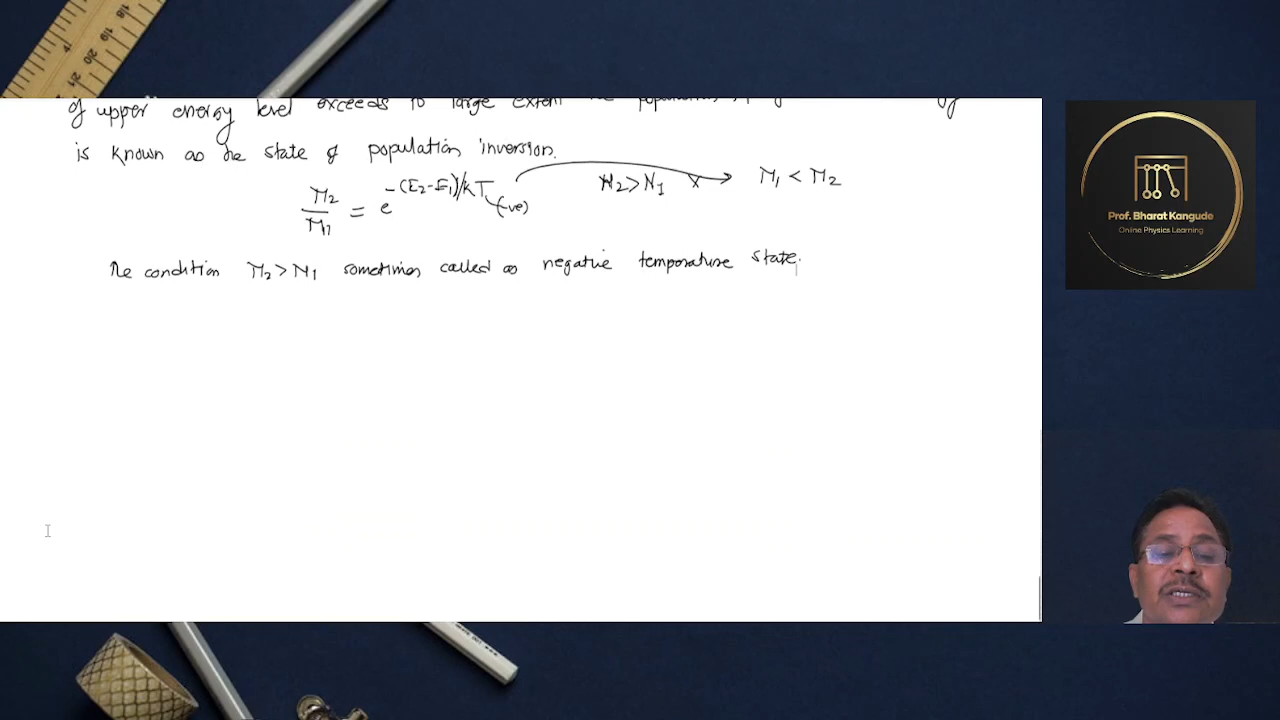 of upper energy level exceeds to large extent the population
is known as the state of population inversion.
N2/N1 = e^-(E2-E1)/kT (-ve) N2>N1 x N1 < N2
The condition N2>N1 sometimes called as negative temperature state.
Prof. Bharat Kangude
Online Physics Learning